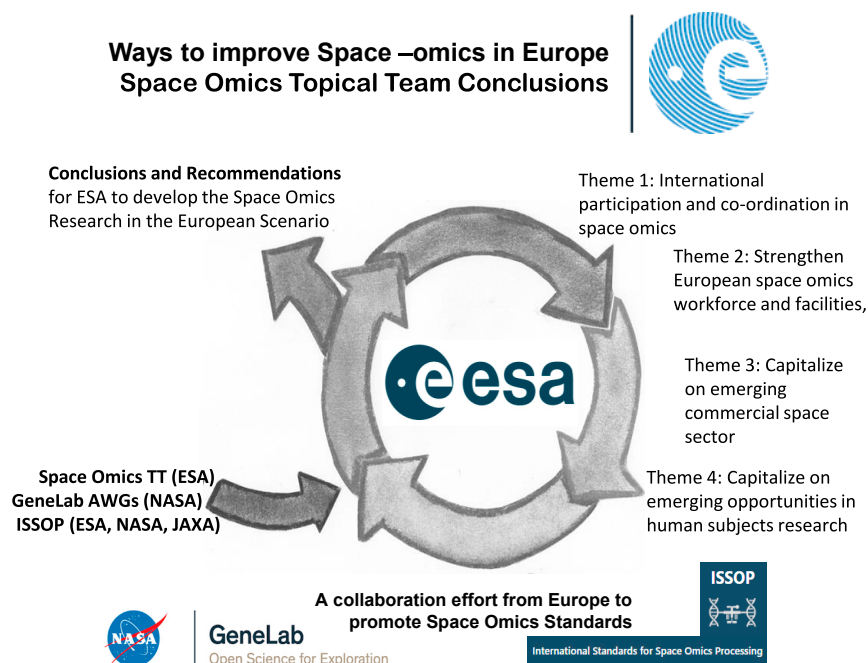 Ways to improve Space –omics in Europe
Space Omics Topical Team Conclusions
e
Conclusions and Recommendations
for ESA to develop the Space Omics
Research in the European Scenario
Theme 1: International
participation and co-ordination in
space omics
Theme 2: Strengthen
European space omics
workforce and facilities,
esa
Theme 3: Capitalize
on emerging
commercial space
sector
Space Omics TT (ESA)
GeneLab AWGs (NASA)
ISSOP (ESA, NASA, JAXA)
Theme 4: Capitalize on
emerging opportunities in
human subjects research
A collaboration effort from Europe to
promote Space Omics Standards
ISSOP
International Standards for Space Omics Processing
NASA
GeneLab
Open Science for Exploration